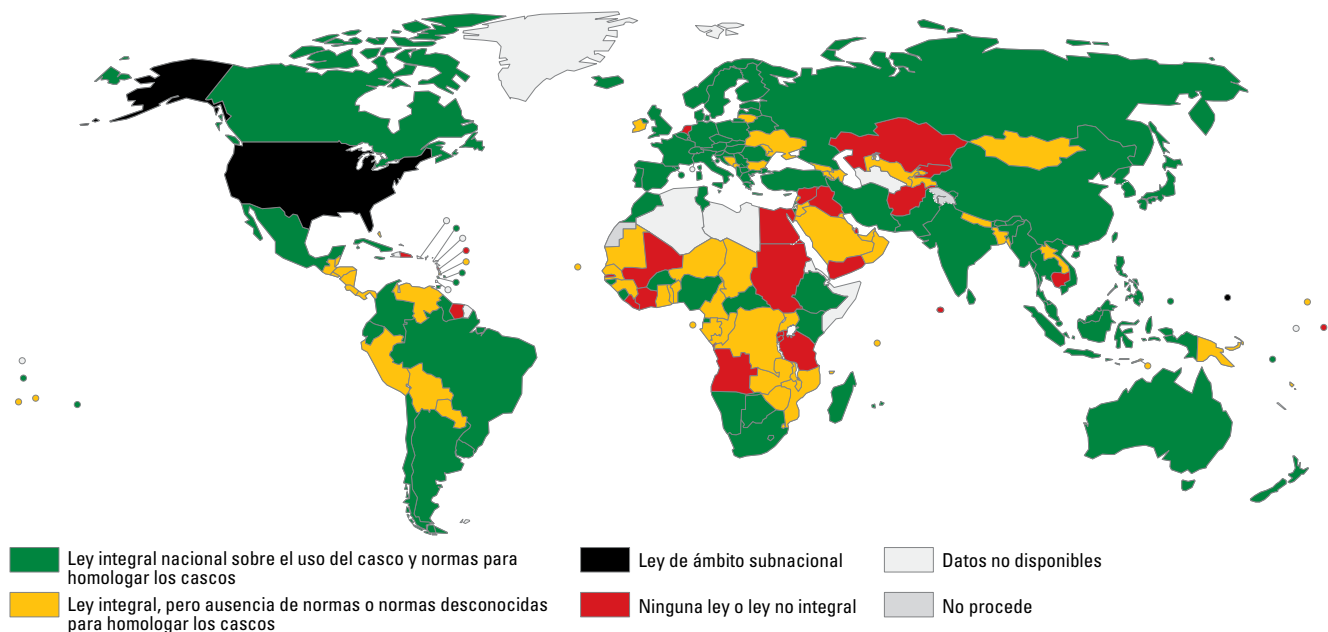 Ley integral nacional sobre el uso del casco y normas para
homologar los cascos
Ley integral, pero ausencia de normas o normas desconocidas
para homologar los cascos
Ley de ámbito subnacional
Ninguna ley o ley no integral
Datos no disponibles
No procede